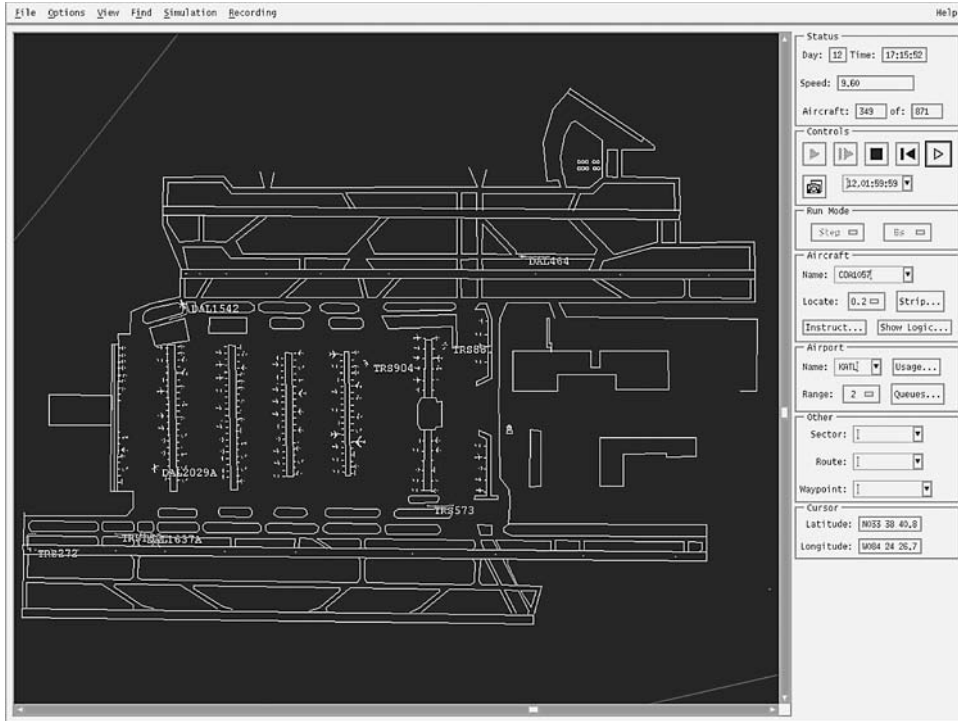 File Options View Find Simulation Recording Help
Status
Day: 12 Time: 17:15:52
Speed: 9.60
Aircraft: 349 of: 871
Controls
12,01:59:59
Run Mode
Step
Aircraft
Name:
Locate: 0.2 Strip...
Instruct... Show Logic...
Airport
Name: KATL Usage...
Range: 2 Queues...
Other
Sector:
Route:
Waypoint:
Cursor
Latitude: N033 38 40.8
Longitude: W084 24 26.7
DAL464
DAL1542
TRS88
TRS904
DAL2029A
TRS573
TRS272